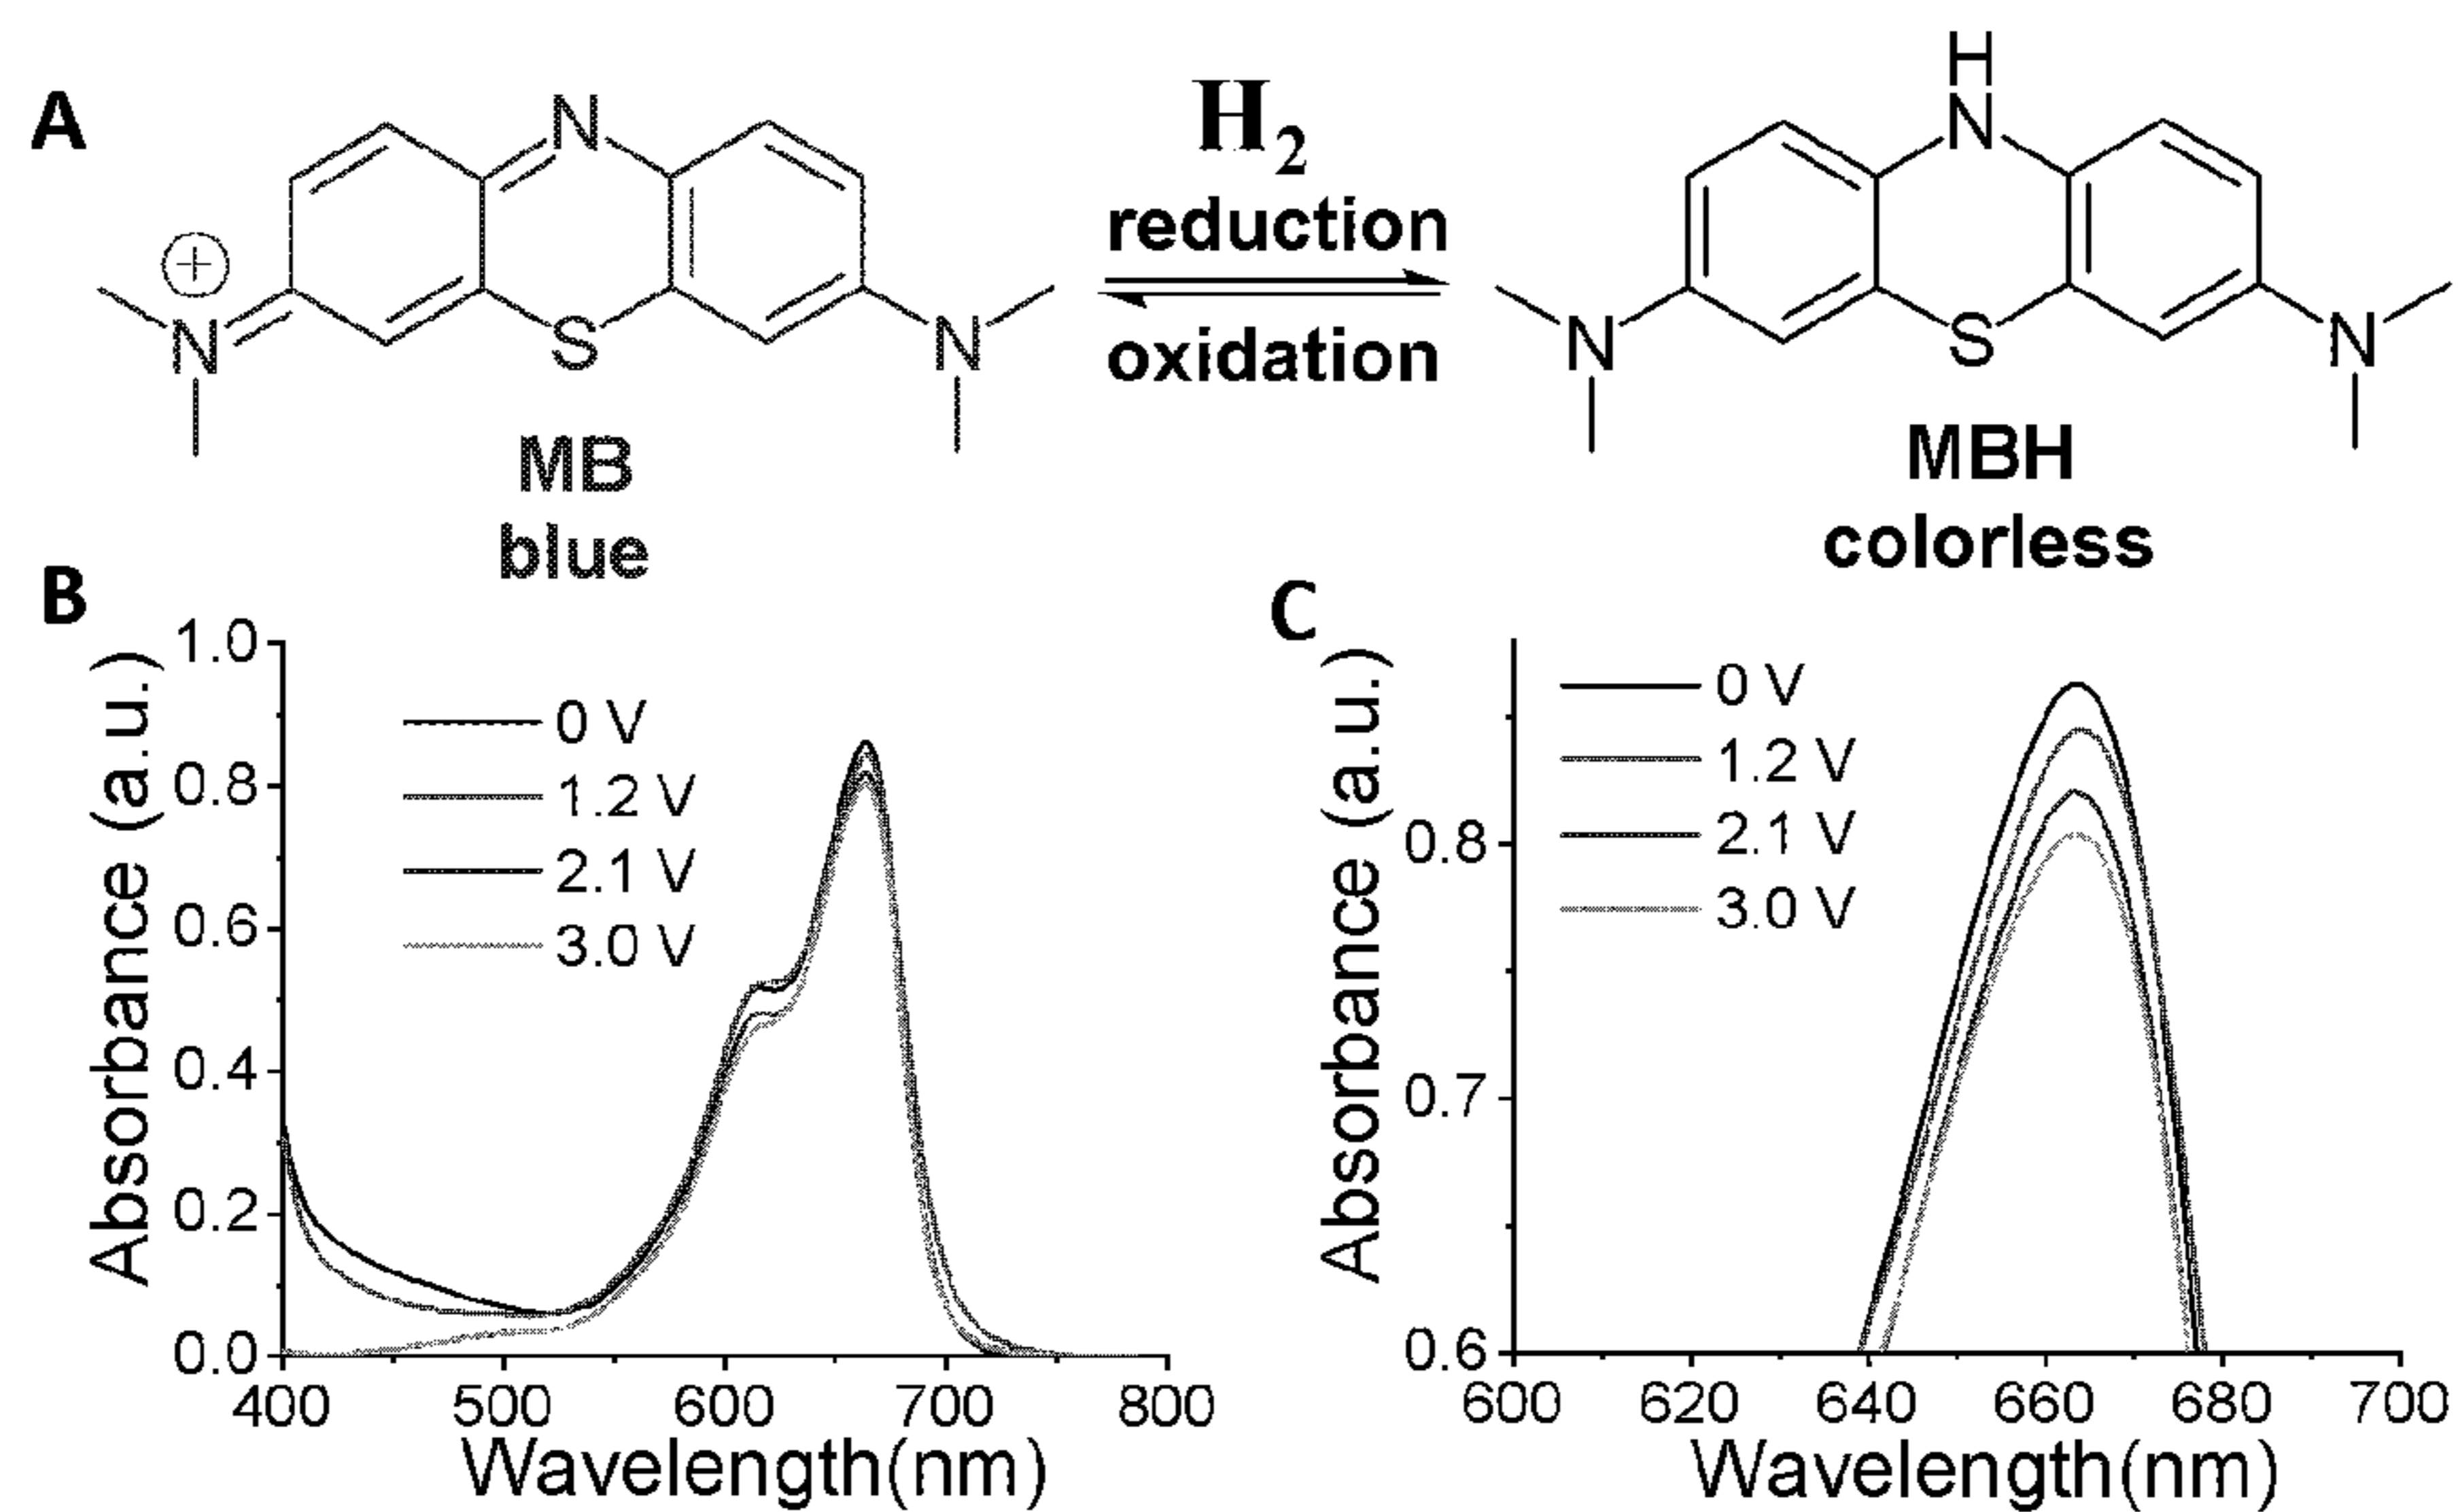 A
N
N
S
N
MB
blue
H2
reduction
oxidation
H
N
N
S
N
MBH
colorless
B
Absorbance (a.u.)
1.0
0.8
0.6
0.4
0.2
0.0
0 V
1.2 V
2.1 V
3.0 V
400 500 600 700 800
Wavelength(nm)
C
Absorbance (a.u.)
0.8
0.7
0.6
0 V
1.2 V
2.1 V
3.0 V
600 620 640 660 680 700
Wavelength(nm)